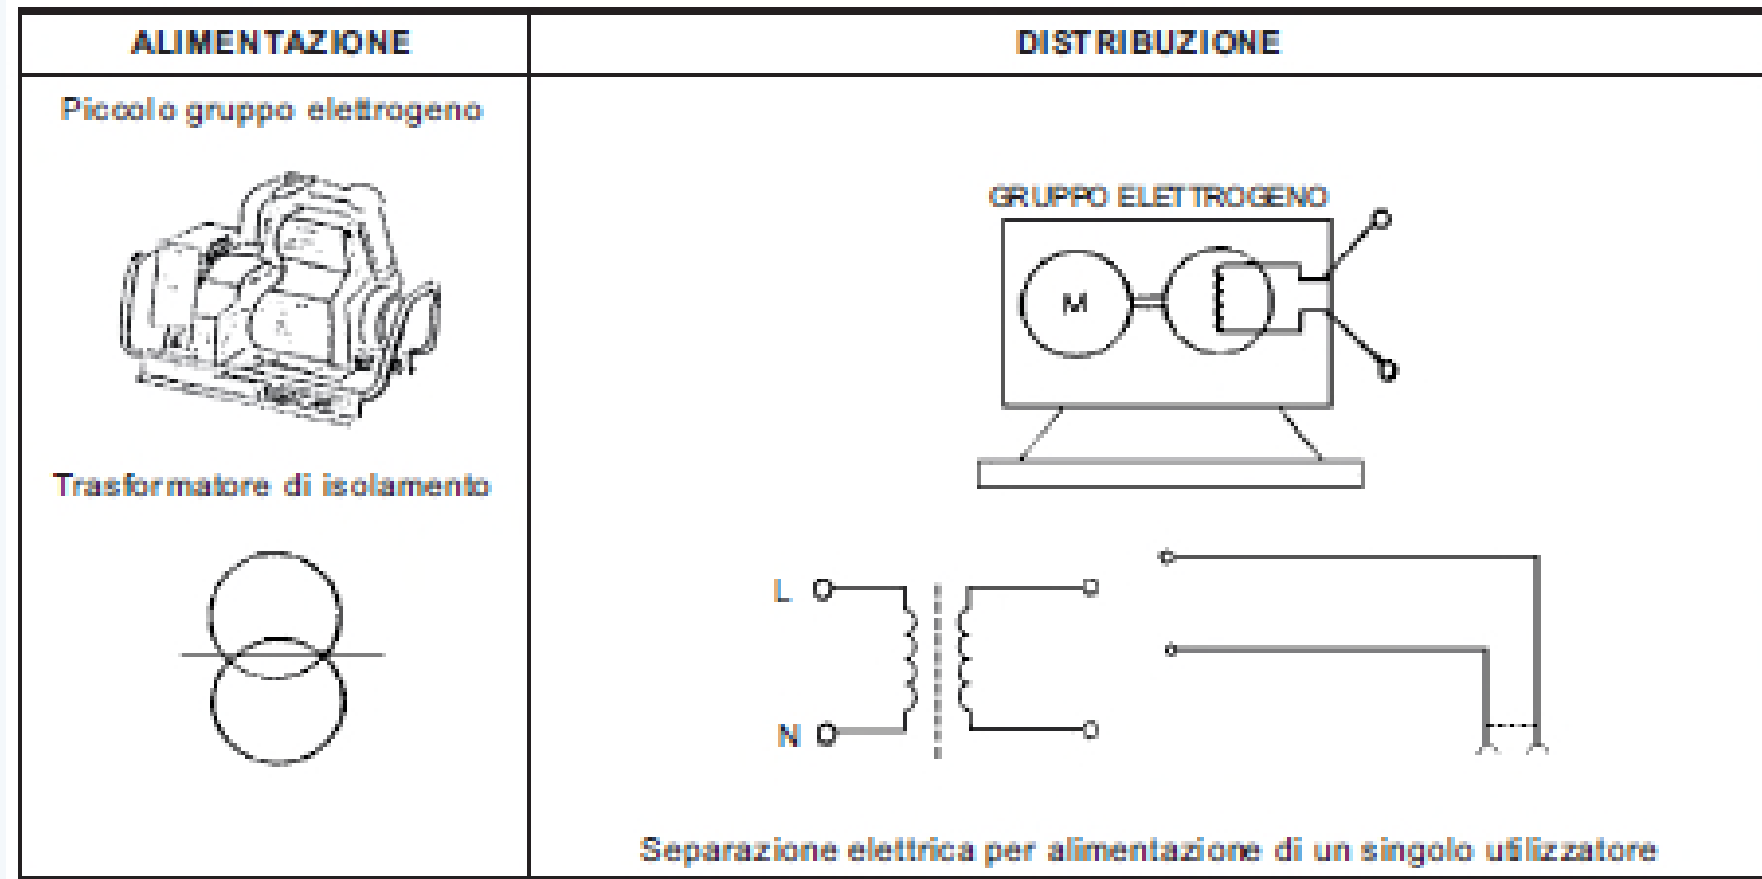 ALIMENTAZIONE
DISTRIBUZIONE
Piccolo gruppo elettrogeno
GRUPPO ELETTROGENO
M
Trasformatore di isolamento
L
N
Separazione elettrica per alimentazione di un singolo utilizzatore